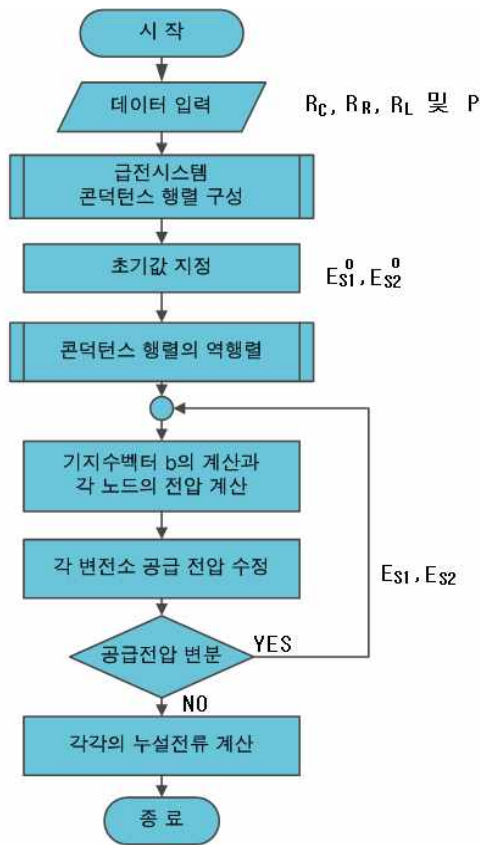 시 작
데이터 입력
R_C, R_R, R_L 및 P
급전시스템
콘덕턴스 행렬 구성
초기값 지정
E_S1^0, E_S2^0
콘덕턴스 행렬의 역행렬
기지수벡터 b의 계산과
각 노드의 전압 계산
각 변전소 공급 전압 수정
E_S1, E_S2
공급전압 변분
YES
NO
각각의 누설전류 계산
종 료